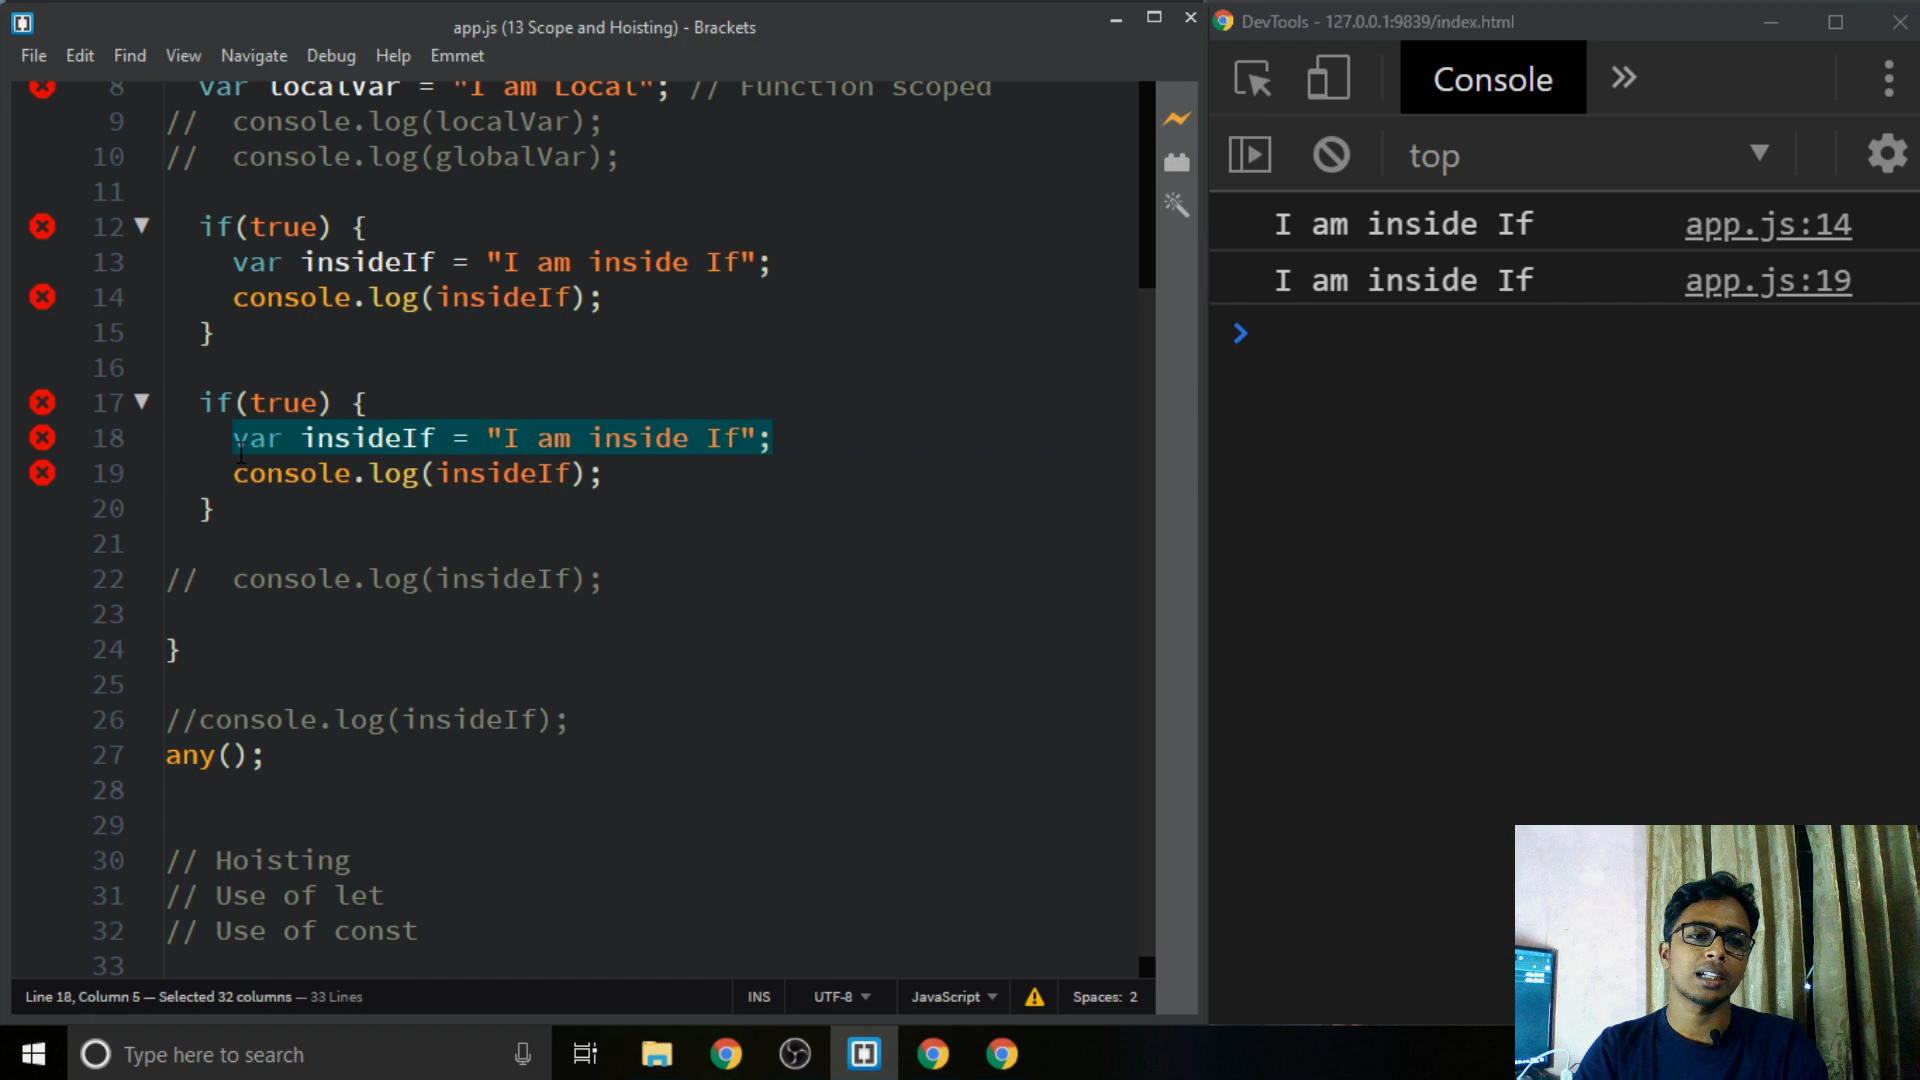 app.js (13 Scope and Hoisting) - Brackets
File Edit Find View Navigate Debug Help Emmet
8 var localVar = "I am Local"; // Function scoped
9 // console.log(localVar);
10 // console.log(globalVar);
11
12 if(true) {
13 var insideIf = "I am inside If";
14 console.log(insideIf);
15 }
16
17 if(true) {
18 var insideIf = "I am inside If";
19 console.log(insideIf);
20 }
21
22 // console.log(insideIf);
23
24 }
25
26 //console.log(insideIf);
27 any();
28
29
30 // Hoisting
31 // Use of let
32 // Use of const
33
Line 18, Column 5 — Selected 32 columns — 33 Lines
INS UTF-8 JavaScript Spaces: 2
DevTools - 127.0.0.1:9839/index.html
Console
top
I am inside If app.js:14
I am inside If app.js:19
Type here to search